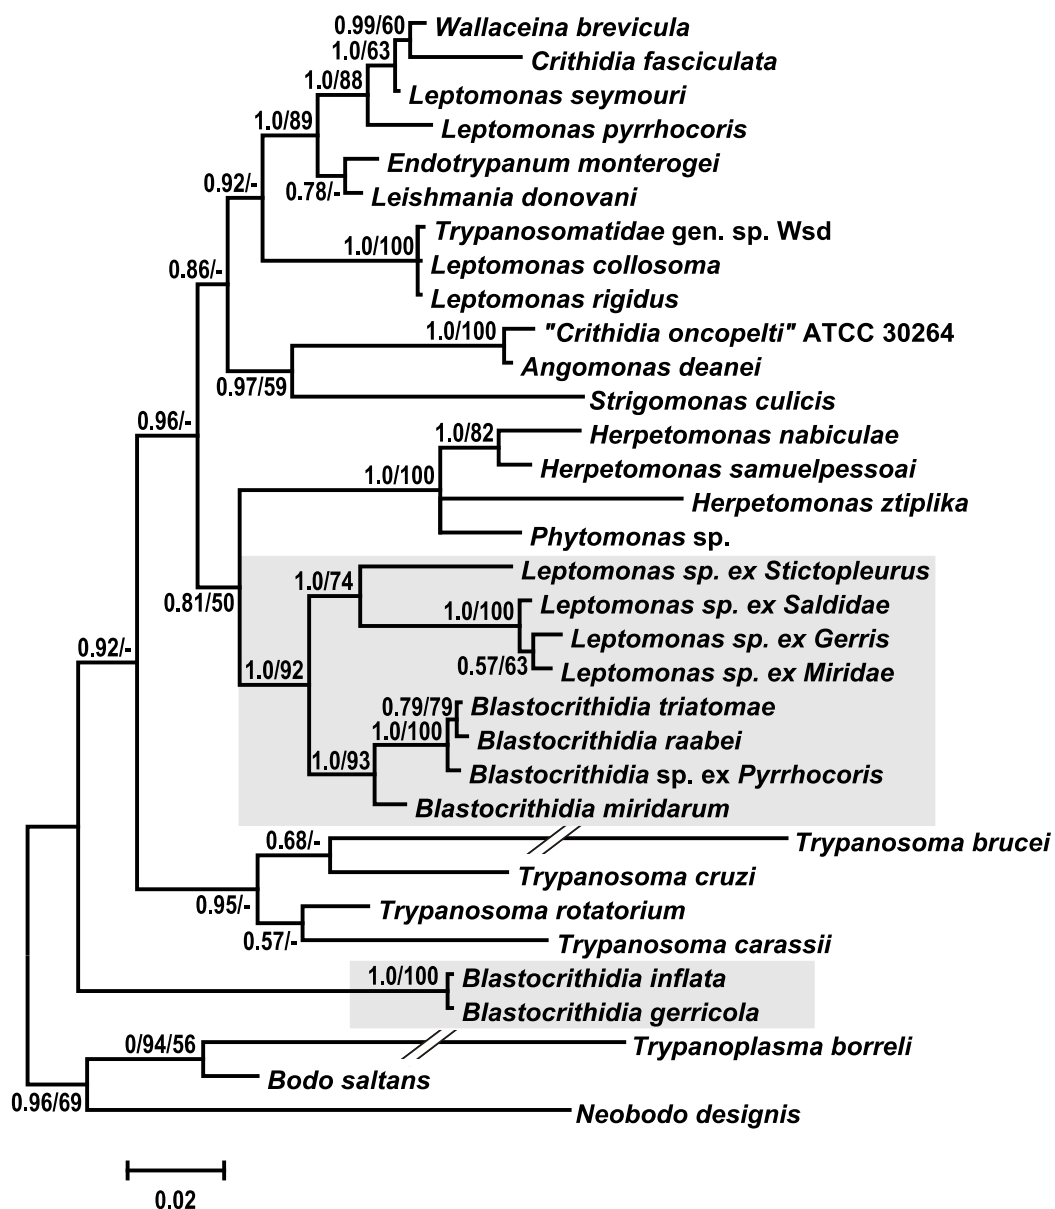 0.99/60
Wallaceina brevicula
1.0/63
Crithidia fasciculata
1.0/88
Leptomonas seymouri
1.0/89
Leptomonas pyrrhocoris
Endotrypanum monterogei
0.92/-
0.78/-
Leishmania donovani
Trypanosomatidae gen. sp. Wsd
1.0/100
Leptomonas collosoma
0.86/-
Leptomonas rigidus
1.0/100
"Crithidia oncopelti" ATCC 30264
Angomonas deanei
0.97/59
Strigomonas culicis
0.96/-
1.0/82
Herpetomonas nabiculae
Herpetomonas samuelpessoai
1.0/100
Herpetomonas ztiplika
Phytomonas sp.
Leptomonas sp. ex Stictopleurus
1.0/74
0.81/50
1.0/100
Leptomonas sp. ex Saldidae
Leptomonas sp. ex Gerris
0.92/-
1.0/92
0.57/63
Leptomonas sp. ex Miridae
0.79/79
Blastocrithidia triatomae
1.0/100
Blastocrithidia raabei
1.0/93
Blastocrithidia sp. ex Pyrrhocoris
Blastocrithidia miridarum
0.68/-
Trypanosoma brucei
Trypanosoma cruzi
0.95/-
Trypanosoma rotatorium
0.57/-
Trypanosoma carassii
1.0/100
Blastocrithidia inflata
Blastocrithidia gerricola
0/94/56
Trypanoplasma borreli
Bodo saltans
0.96/69
Neobodo designis
0.02